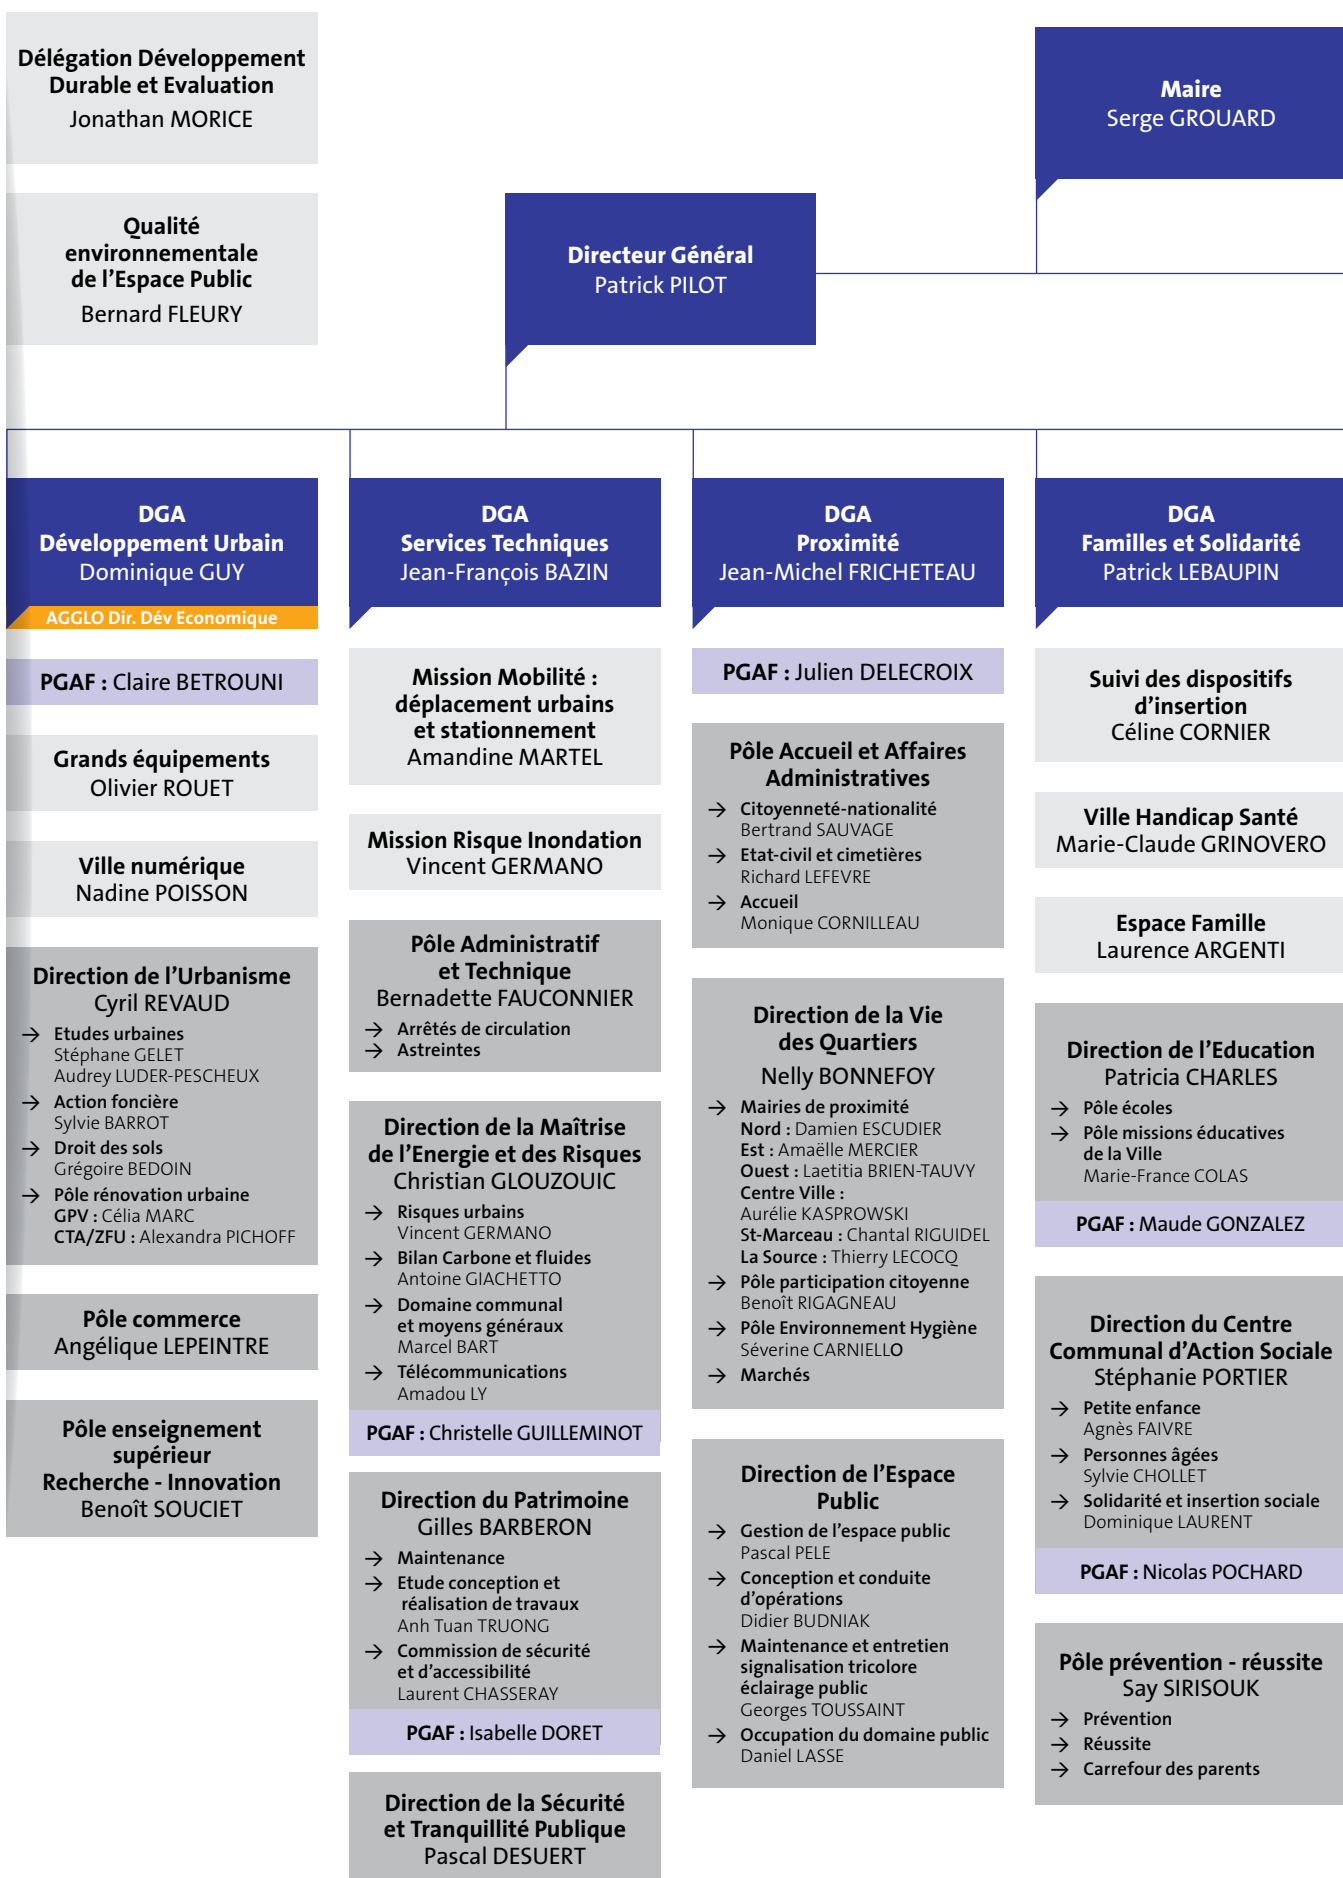 Délégation Développement
Durable et Evaluation
Jonathan MORICE
Qualité
environnementale
de l'Espace Public
Bernard FLEURY
Maire
Serge GROUARD
Directeur Général
Patrick PILOT
DGA
Développement Urbain
Dominique GUY
AGGLO Dir. Dév Economique
PGAF : Claire BETROUNI
Grands équipements
Olivier ROUET
Ville numérique
Nadine POISSON
Direction de l'Urbanisme
Cyril REVAUD
→ Etudes urbaines
Stéphane GELET
Audrey LUDER-PESCHEUX
→ Action foncière
Sylvie BARROT
→ Droit des sols
Grégoire BEDOIN
→ Pôle rénovation urbaine
GPV : Célia MARC
CTA/ZFU : Alexandra PICHOFF
Pôle commerce
Angélique LEPEINTRE
Pôle enseignement
supérieur
Recherche - Innovation
Benoît SOUCIET
DGA
Services Techniques
Jean-François BAZIN
Mission Mobilité :
déplacement urbains
et stationnement
Amandine MARTEL
Mission Risque Inondation
Vincent GERMANO
Pôle Administratif
et Technique
Bernadette FAUCONNIER
→ Arrêtés de circulation
→ Astreintes
Direction de la Maîtrise
de l'Energie et des Risques
Christian GLOUZOUIC
→ Risques urbains
Vincent GERMANO
→ Bilan Carbone et fluides
Antoine GIACHETTO
→ Domaine communal
et moyens généraux
Marcel BART
→ Télécommunications
Amadou LY
PGAF : Christelle GUILLEMINOT
Direction du Patrimoine
Gilles BARBERON
→ Maintenance
→ Etude conception et
réalisation de travaux
Anh Tuan TRUONG
→ Commission de sécurité
et d'accessibilité
Laurent CHASSERAY
PGAF : Isabelle DORET
Direction de la Sécurité
et Tranquillité Publique
Pascal DESUERT
DGA
Proximité
Jean-Michel FRICHETEAU
PGAF : Julien DELECROIX
Pôle Accueil et Affaires
Administratives
→ Citoyenneté-nationalité
Bertrand SAUVAGE
→ Etat-civil et cimetières
Richard LEFEVRE
→ Accueil
Monique CORNILLEAU
Direction de la Vie
des Quartiers
Nelly BONNEFOY
→ Mairies de proximité
Nord : Damien ESCUDIER
Est : Amaëlle MERCIER
Ouest : Laetitia BRIEN-TAUVY
Centre Ville :
Aurélie KASPROWSKI
St-Marceau : Chantal RIGUIDEL
La Source : Thierry LECOCQ
→ Pôle participation citoyenne
Benoît RIGAGNEAU
→ Pôle Environnement Hygiène
Séverine CARNIELLO
→ Marchés
Direction de l'Espace
Public
→ Gestion de l'espace public
Pascal PELE
→ Conception et conduite
d'opérations
Didier BUDNIAK
→ Maintenance et entretien
signalisation tricolore
éclairage public
Georges TOUSSAINT
→ Occupation du domaine public
Daniel LASSE
DGA
Familles et Solidarité
Patrick LEBAUPIN
Suivi des dispositifs
d'insertion
Céline CORNIER
Ville Handicap Santé
Marie-Claude GRINOVERO
Espace Famille
Laurence ARGENTI
Direction de l'Education
Patricia CHARLES
→ Pôle écoles
→ Pôle missions éducatives
de la Ville
Marie-France COLAS
PGAF : Maude GONZALEZ
Direction du Centre
Communal d'Action Sociale
Stéphanie PORTIER
→ Petite enfance
Agnès FAIVRE
→ Personnes âgées
Sylvie CHOLLET
→ Solidarité et insertion sociale
Dominique LAURENT
PGAF : Nicolas POCHARD
Pôle prévention - réussite
Say SIRISOUK
→ Prévention
→ Réussite
→ Carrefour des parents